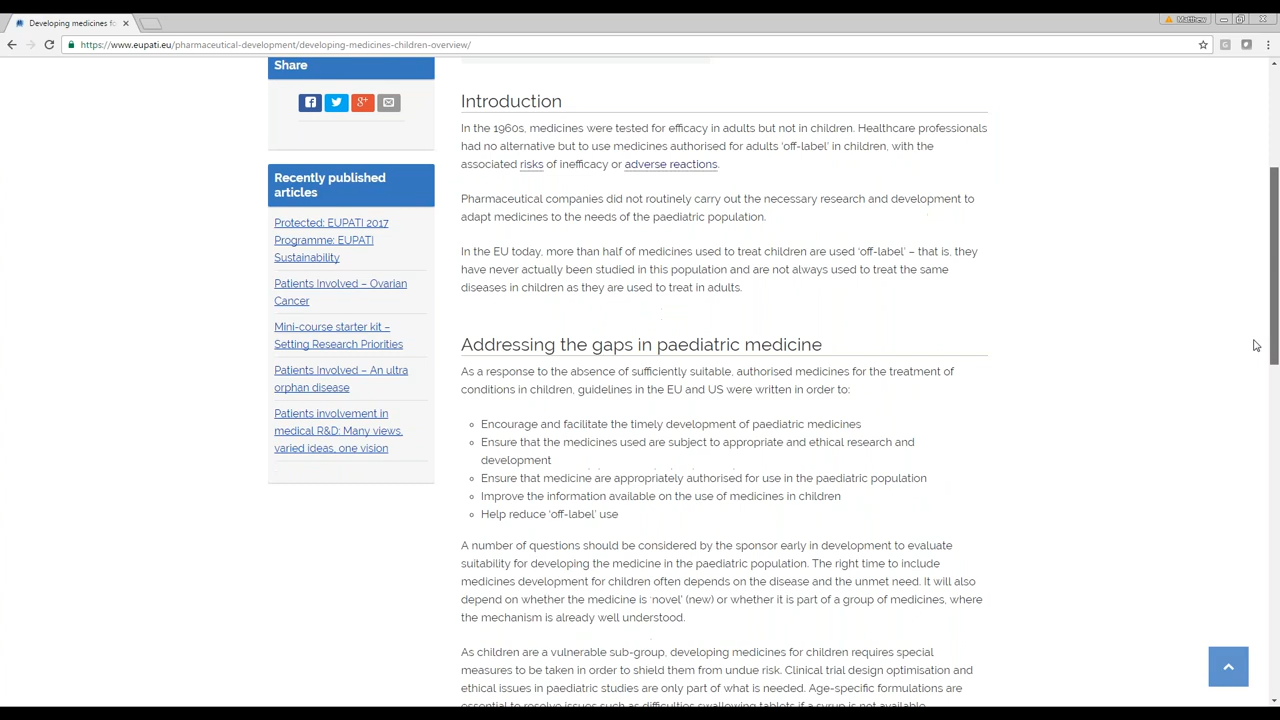 Developing medicines fo
Matthew
https://www.eupati.eu/pharmaceutical-development/developing-medicines-children-overview/
Share
Recently published
articles
Protected: EUPATI 2017
Programme: EUPATI
Sustainability
Patients Involved – Ovarian
Cancer
Mini-course starter kit –
Setting Research Priorities
Patients Involved – An ultra
orphan disease
Patients involvement in
medical R&D: Many views,
varied ideas, one vision
Introduction
In the 1960s, medicines were tested for efficacy in adults but not in children. Healthcare professionals
had no alternative but to use medicines authorised for adults ‘off-label’ in children, with the
associated risks of inefficacy or adverse reactions.
Pharmaceutical companies did not routinely carry out the necessary research and development to
adapt medicines to the needs of the paediatric population.
In the EU today, more than half of medicines used to treat children are used ‘off-label’ – that is, they
have never actually been studied in this population and are not always used to treat the same
diseases in children as they are used to treat in adults.
Addressing the gaps in paediatric medicine
As a response to the absence of sufficiently suitable, authorised medicines for the treatment of
conditions in children, guidelines in the EU and US were written in order to:
Encourage and facilitate the timely development of paediatric medicines
Ensure that the medicines used are subject to appropriate and ethical research and
development
Ensure that medicine are appropriately authorised for use in the paediatric population
Improve the information available on the use of medicines in children
Help reduce ‘off-label’ use
A number of questions should be considered by the sponsor early in development to evaluate
suitability for developing the medicine in the paediatric population. The right time to include
medicines development for children often depends on the disease and the unmet need. It will also
depend on whether the medicine is ‘novel’ (new) or whether it is part of a group of medicines, where
the mechanism is already well understood.
As children are a vulnerable sub-group, developing medicines for children requires special
measures to be taken in order to shield them from undue risk. Clinical trial design optimisation and
ethical issues in paediatric studies are only part of what is needed. Age-specific formulations are
essential to resolve issues such as difficulties swallowing tablets if a syrup is not available